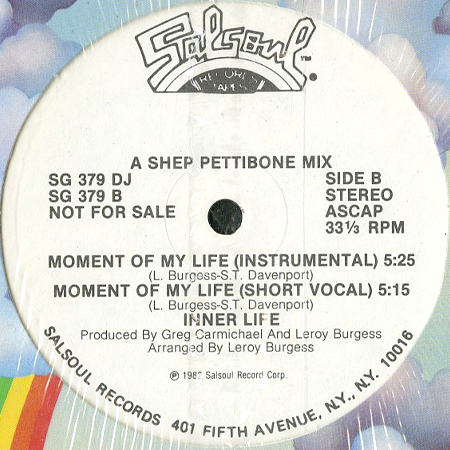 Salsoul
RECORDS
TAPES
TM
®
A SHEP PETTIBONE MIX
SG 379 DJ
SG 379 B
NOT FOR SALE
SIDE B
STEREO
ASCAP
33⅓ RPM
MOMENT OF MY LIFE (INSTRUMENTAL) 5:25
(L. Burgess-S.T. Davenport)
MOMENT OF MY LIFE (SHORT VOCAL) 5:15
(L. Burgess-S.T. Davenport)
INNER LIFE
Produced By Greg Carmichael And Leroy Burgess
Arranged By Leroy Burgess
℗ 1982 Salsoul Record Corp.
SALSOUL RECORDS 401 FIFTH AVENUE, N.Y., N.Y. 10016